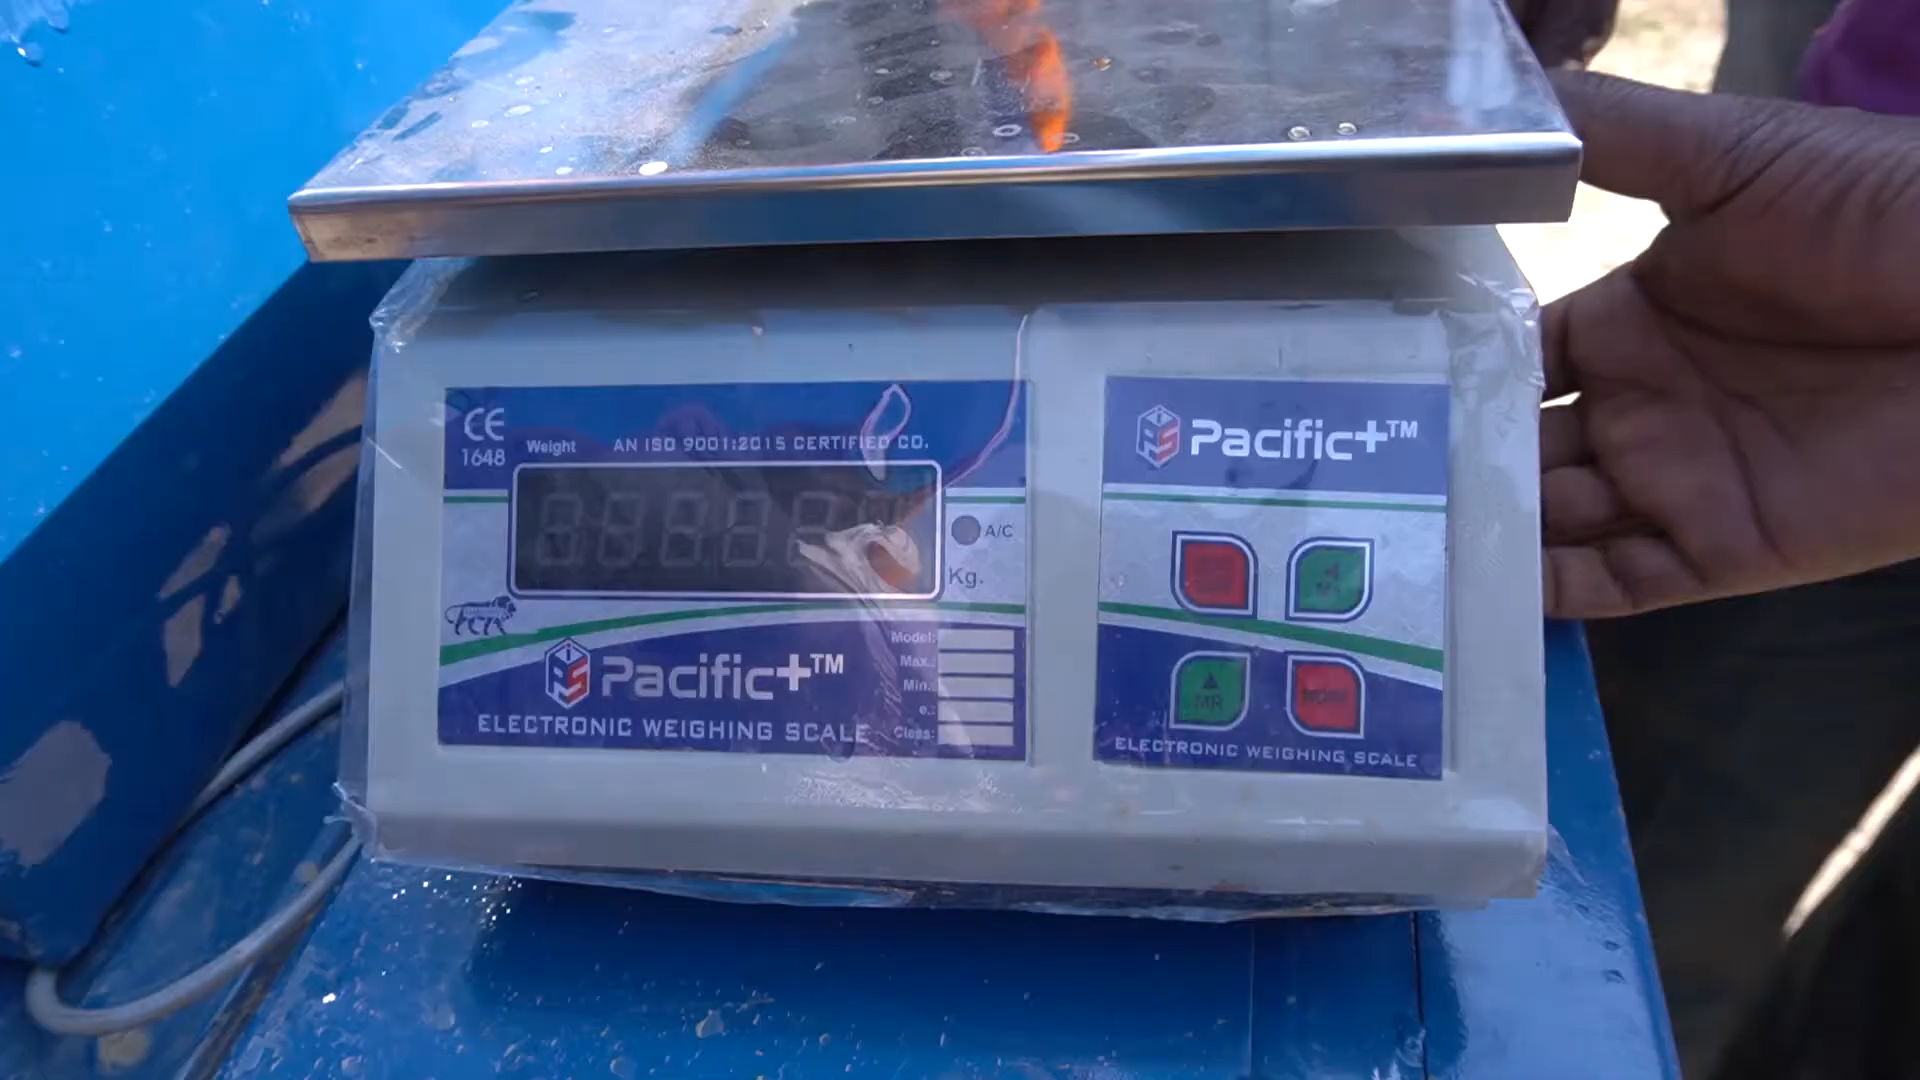 CE
1648
Weight
AN ISO 9001:2015 CERTIFIED CO.
A/C
Kg.
Pacific+™
ELECTRONIC WEIGHING SCALE
Model:
Max.:
Min.:
e.:
Class:
Pacific+™
MR
ELECTRONIC WEIGHING SCALE